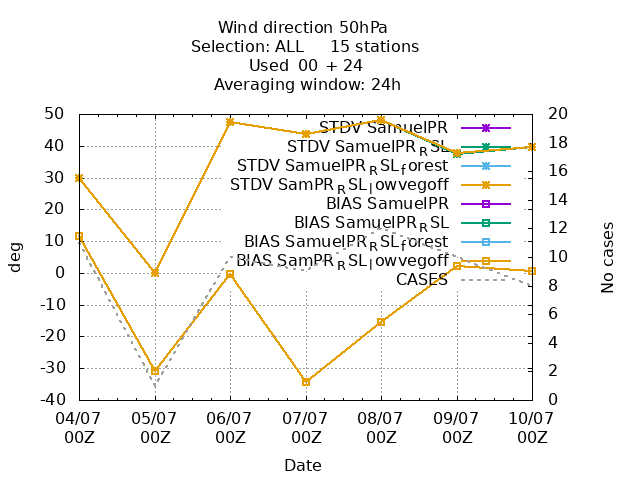 Wind direction 50hPa
Selection: ALL 15 stations
Used 00 + 24
Averaging window: 24h
50 20
STDV SamuelPR
40 18
STDV SamuelPR_RSL
16
STDV SamuelPR_RSL_forest
30
STDV SamPR_RSL_lowvegoff
14
20
BIAS SamuelPR
BIAS SamuelPR_RSL
12
10
BIAS SamuelPR_RSL_forest
deg
No cases
BIAS SamPR_RSL_lowvegoff
10
0
CASES
8
-10
6
-20
4
-30
2
-40 0
04/07 05/07 06/07 07/07 08/07 09/07 10/07
00Z 00Z 00Z 00Z 00Z 00Z 00Z
Date